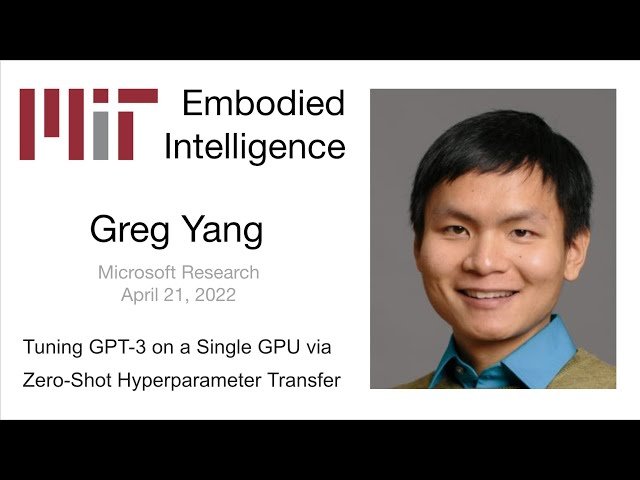 MIT
Embodied
Intelligence
Greg Yang
Microsoft Research
April 21, 2022
Tuning GPT-3 on a Single GPU via
Zero-Shot Hyperparameter Transfer